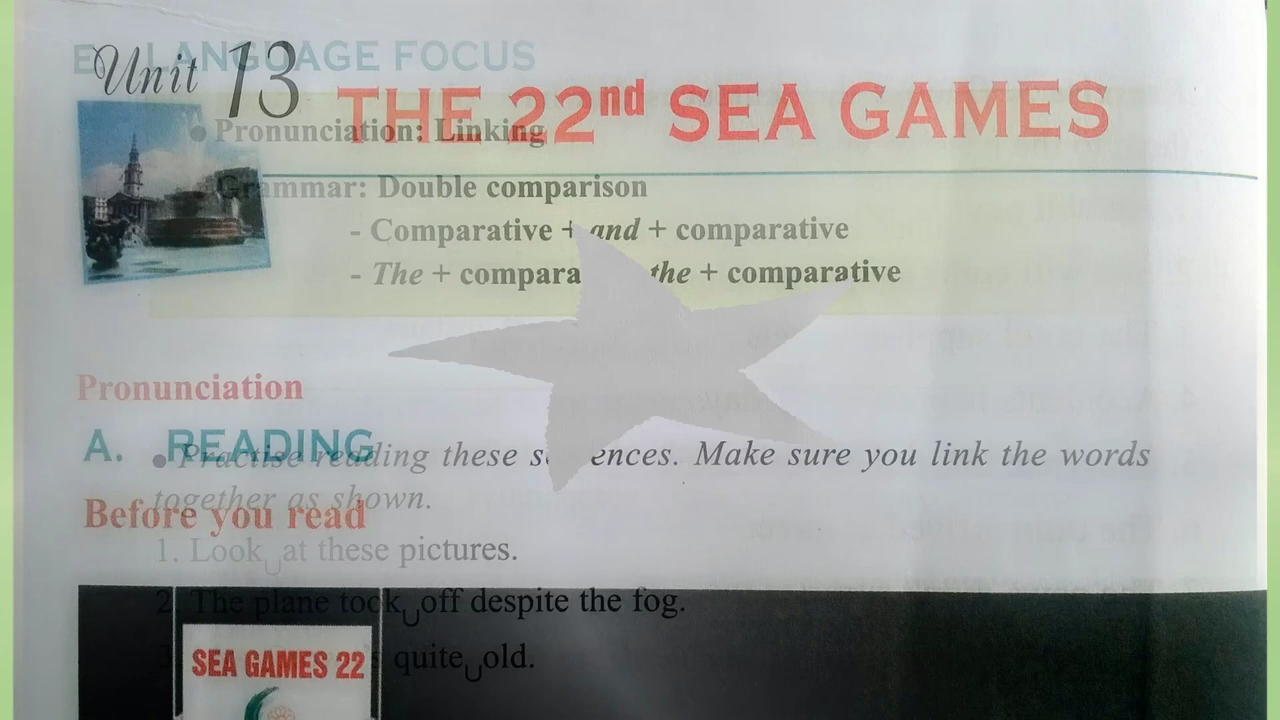 E. LANGUAGE FOCUS
Unit 13
THE 22nd SEA GAMES
• Pronunciation: Linking
Grammar: Double comparison
- Comparative + and + comparative
- The + compara the + comparative
Pronunciation
A. READING
• Practise reading these sentences. Make sure you link the words
together as shown.
Before you read
1. Look‿at these pictures.
2. The plane took‿off despite the fog.
quite‿old.
SEA GAMES 22